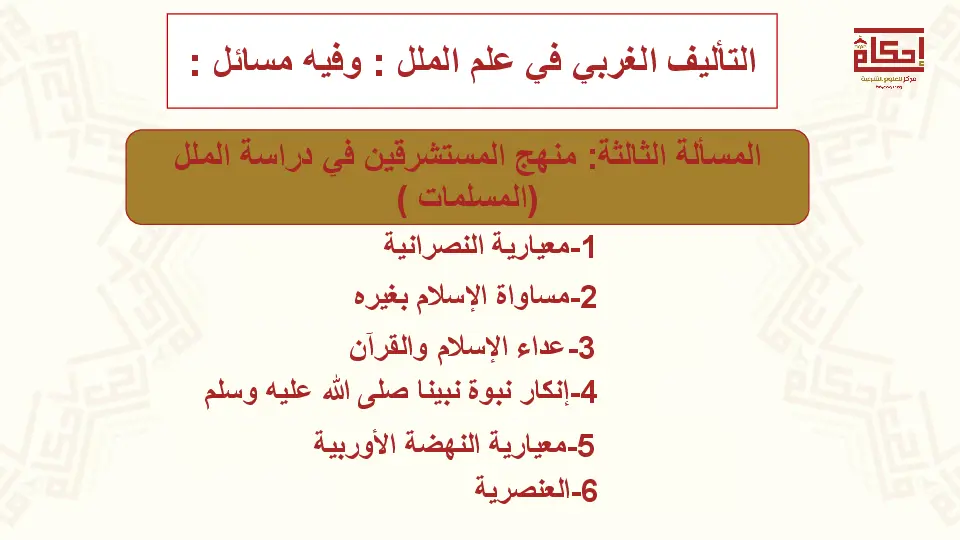 التأليف الغربي في علم الملل : وفيه مسائل :
إحكام
مركز للعلوم الشرعية
المسألة الثالثة: منهج المستشرقين في دراسة الملل
(المسلمات )
1-معيارية النصرانية
2-مساواة الإسلام بغيره
3-عداء الإسلام والقرآن
4-إنكار نبوة نبينا صلى الله عليه وسلم
5-معيارية النهضة الأوربية
6-العنصرية